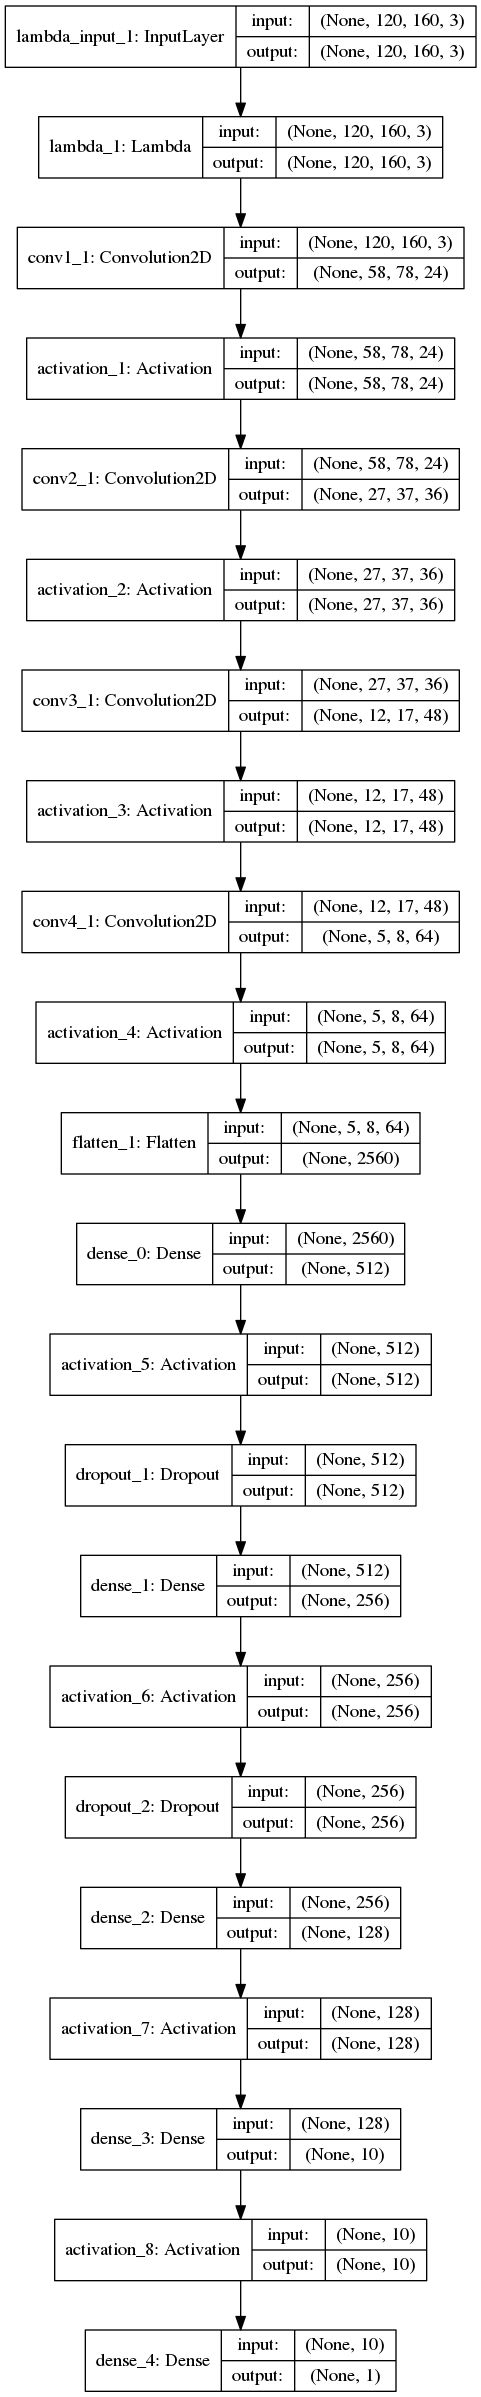 lambda_input_1: InputLayer
input: (None, 120, 160, 3)
output: (None, 120, 160, 3)
lambda_1: Lambda
input: (None, 120, 160, 3)
output: (None, 120, 160, 3)
conv1_1: Convolution2D
input: (None, 120, 160, 3)
output: (None, 58, 78, 24)
activation_1: Activation
input: (None, 58, 78, 24)
output: (None, 58, 78, 24)
conv2_1: Convolution2D
input: (None, 58, 78, 24)
output: (None, 27, 37, 36)
activation_2: Activation
input: (None, 27, 37, 36)
output: (None, 27, 37, 36)
conv3_1: Convolution2D
input: (None, 27, 37, 36)
output: (None, 12, 17, 48)
activation_3: Activation
input: (None, 12, 17, 48)
output: (None, 12, 17, 48)
conv4_1: Convolution2D
input: (None, 12, 17, 48)
output: (None, 5, 8, 64)
activation_4: Activation
input: (None, 5, 8, 64)
output: (None, 5, 8, 64)
flatten_1: Flatten
input: (None, 5, 8, 64)
output: (None, 2560)
dense_0: Dense
input: (None, 2560)
output: (None, 512)
activation_5: Activation
input: (None, 512)
output: (None, 512)
dropout_1: Dropout
input: (None, 512)
output: (None, 512)
dense_1: Dense
input: (None, 512)
output: (None, 256)
activation_6: Activation
input: (None, 256)
output: (None, 256)
dropout_2: Dropout
input: (None, 256)
output: (None, 256)
dense_2: Dense
input: (None, 256)
output: (None, 128)
activation_7: Activation
input: (None, 128)
output: (None, 128)
dense_3: Dense
input: (None, 128)
output: (None, 10)
activation_8: Activation
input: (None, 10)
output: (None, 10)
dense_4: Dense
input: (None, 10)
output: (None, 1)